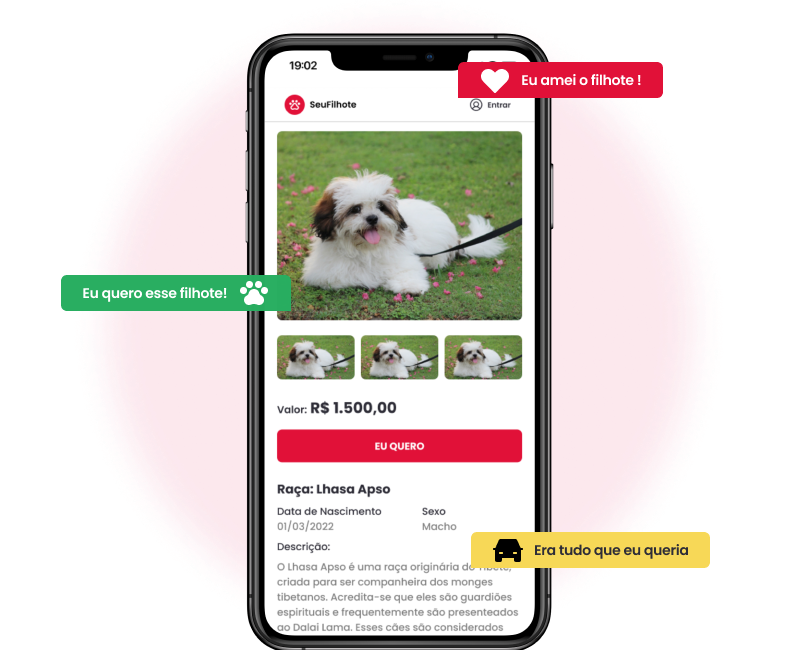 19:02
Eu amei o filhote !
SeuFilhote
Entrar
Eu quero esse filhote!
Valor: R$ 1.500,00
EU QUERO
Raça: Lhasa Apso
Data de Nascimento Sexo
01/03/2022 Macho
Era tudo que eu queria
Descrição:
O Lhasa Apso é uma raça originária do Tibete,
criada para ser companheira dos monges
tibetanos. Acredita-se que eles são guardiões
espirituais e frequentemente são presenteados
ao Dalai Lama. Esses cães são considerados